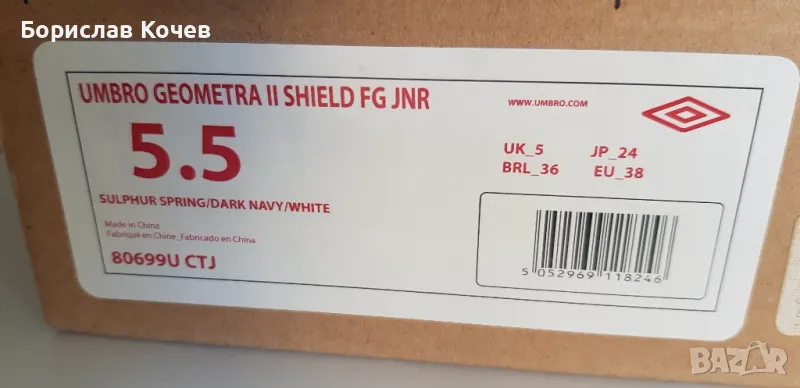 Борислав Кочев
UMBRO GEOMETRA II SHIELD FG JNR
WWW.UMBRO.COM
5.5
UK_5 JP_24
BRL_36 EU_38
SULPHUR SPRING/DARK NAVY/WHITE
Made in China
Fabriqué en Chine_Fabricado en China
80699U CTJ
5 052969 118246
BAZAR